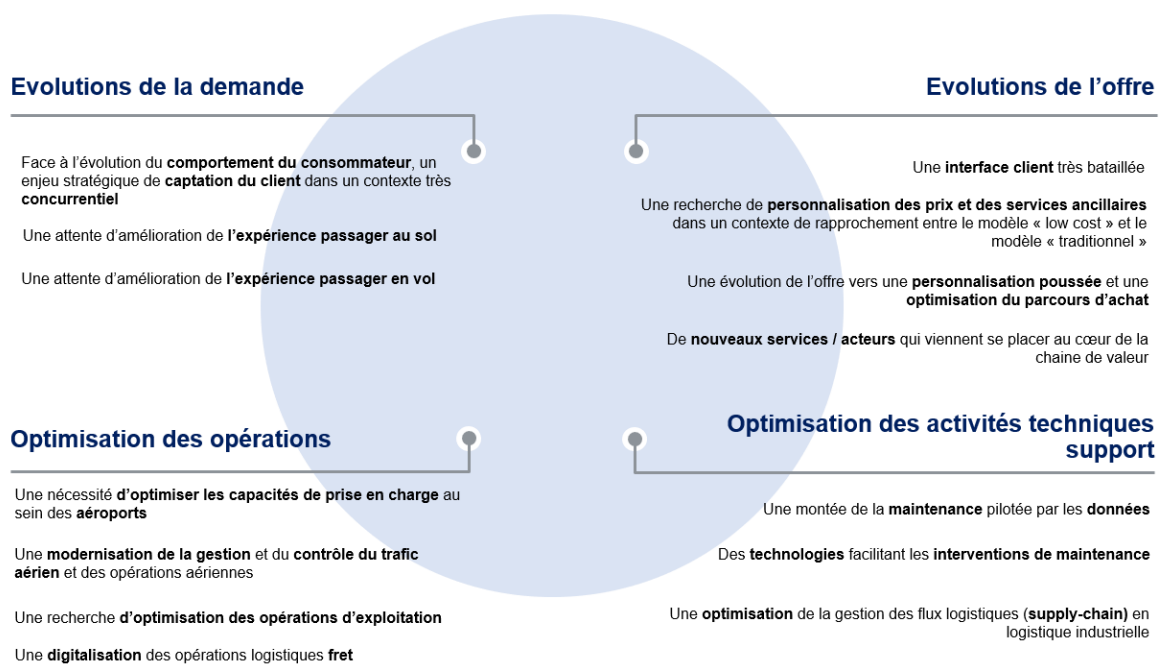 Evolutions de la demande
Face à l’évolution du comportement du consommateur, un
enjeu stratégique de captation du client dans un contexte très
concurrentiel
Une attente d’amélioration de l’expérience passager au sol
Une attente d’amélioration de l’expérience passager en vol
Evolutions de l’offre
Une interface client très bataillée
Une recherche de personnalisation des prix et des services ancillaires
dans un contexte de rapprochement entre le modèle « low cost » et le
modèle « traditionnel »
Une évolution de l’offre vers une personnalisation poussée et une
optimisation du parcours d’achat
De nouveaux services / acteurs qui viennent se placer au cœur de la
chaine de valeur
Optimisation des opérations
Une nécessité d’optimiser les capacités de prise en charge au
sein des aéroports
Une modernisation de la gestion et du contrôle du trafic
aérien et des opérations aériennes
Une recherche d’optimisation des opérations d’exploitation
Une digitalisation des opérations logistiques fret
Optimisation des activités techniques
support
Une montée de la maintenance pilotée par les données
Des technologies facilitant les interventions de maintenance
Une optimisation de la gestion des flux logistiques (supply-chain) en
logistique industrielle